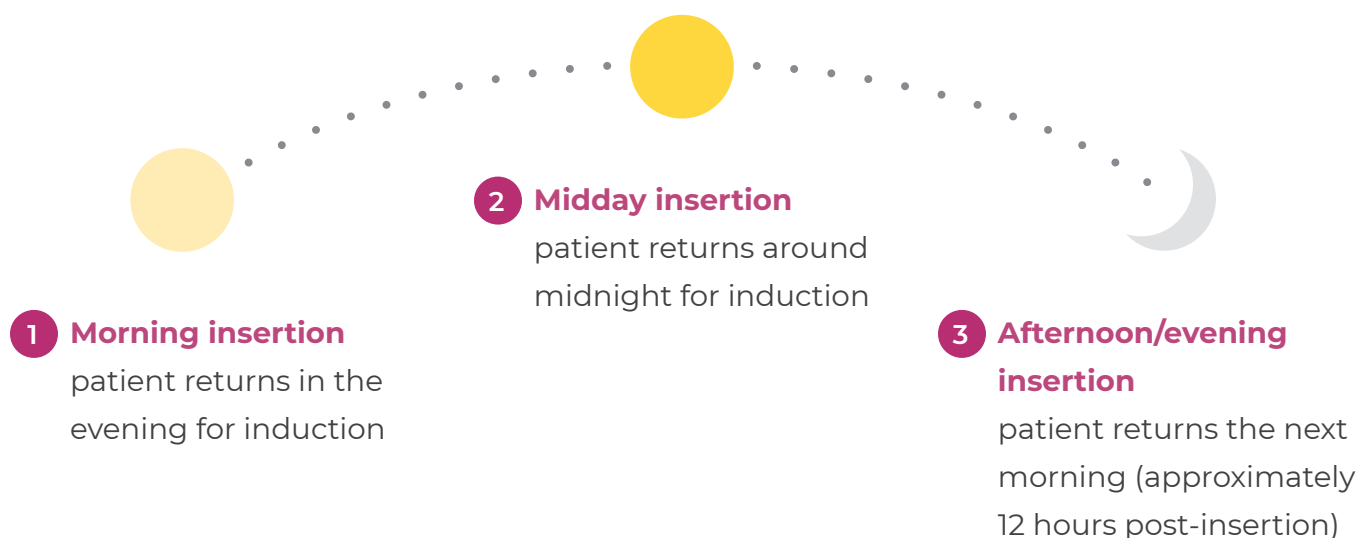 1 Morning insertion
patient returns in the
evening for induction
2 Midday insertion
patient returns around
midnight for induction
3 Afternoon/evening
insertion
patient returns the next
morning (approximately
12 hours post-insertion)